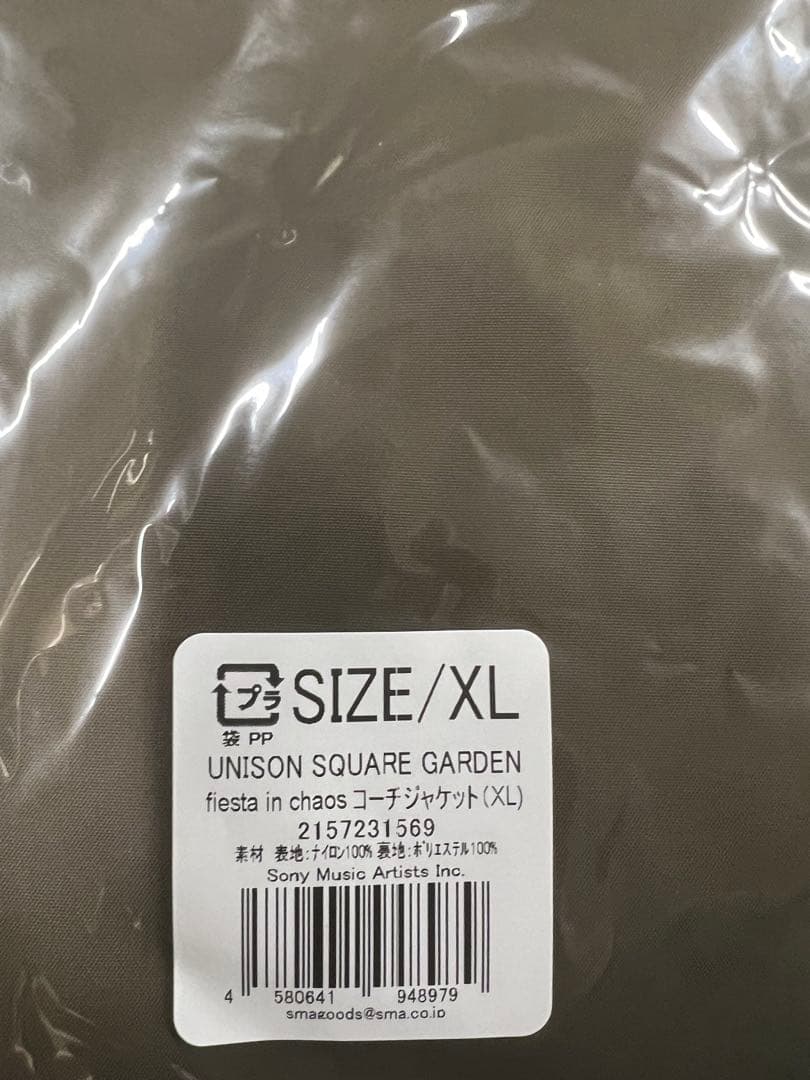 プラ SIZE/XL
袋 PP
UNISON SQUARE GARDEN
fiesta in chaos コーチジャケット(XL)
2157231569
素材 表地:ナイロン100% 裏地:ポリエステル100%
Sony Music Artists Inc.
4 580641 948979
smagoods@sma.co.jp